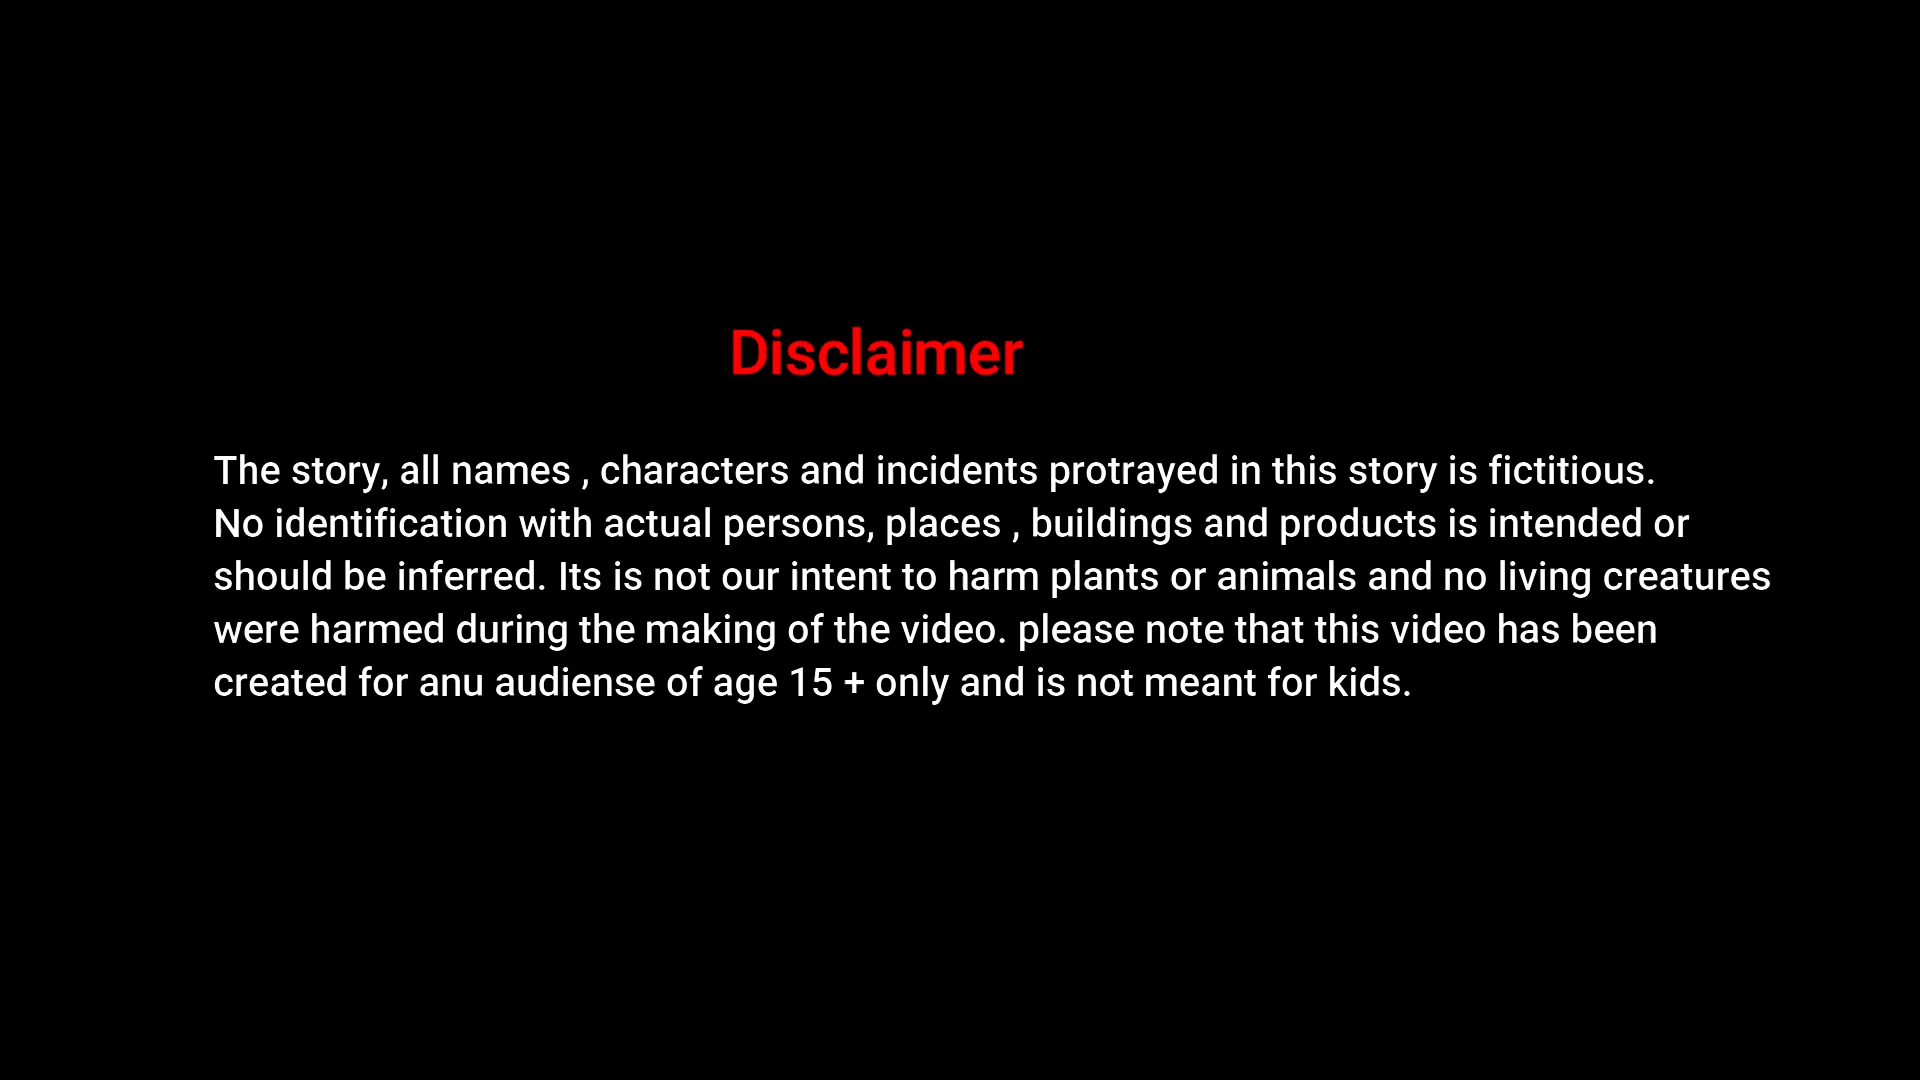 Disclaimer
The story, all names , characters and incidents protrayed in this story is fictitious.
No identification with actual persons, places , buildings and products is intended or
should be inferred. Its is not our intent to harm plants or animals and no living creatures
were harmed during the making of the video. please note that this video has been
created for anu audiense of age 15 + only and is not meant for kids.